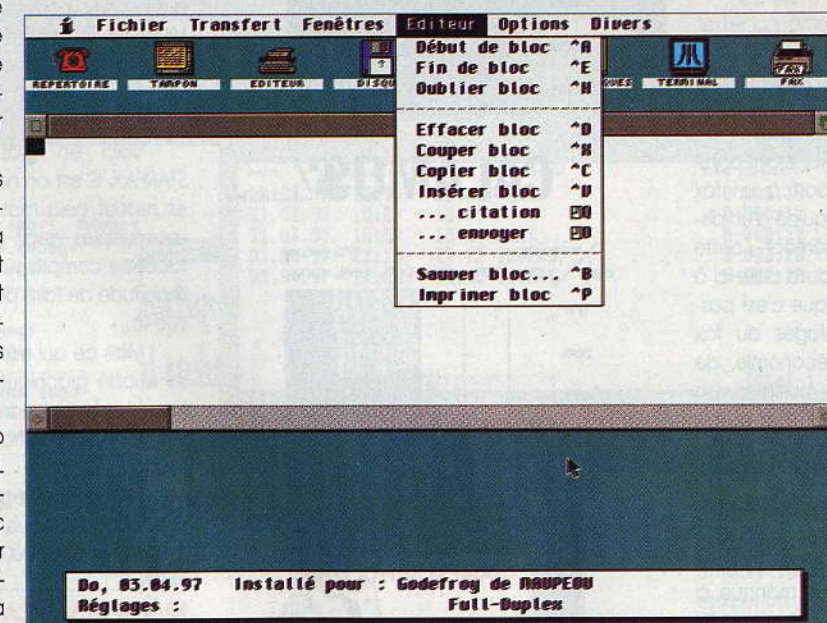 Fichier Transfert Fenêtres Editeur Options Divers
REPERTOIRE TAMPON EDITEUR TERMINAL FAX
Début de bloc ^A
Fin de bloc ^E
Oublier bloc ^H
Effacer bloc ^D
Couper bloc ^X
Copier bloc ^C
Insérer bloc ^V
... citation Q
... envoyer O
Sauver bloc... ^B
Imprimer bloc ^P
Do, 03.04.97 Installé pour : Godefroy de MAUPEOU
Réglages : Full-Duplex